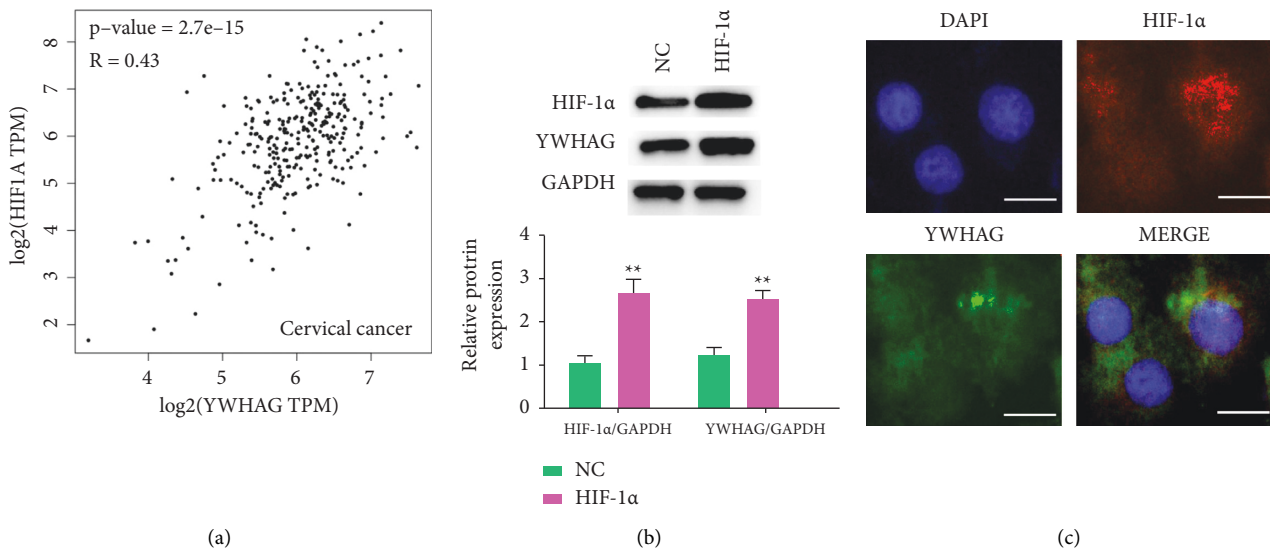 p–value = 2.7e–15
R = 0.43
8
7
6
5
4
3
2
log2(HIF1A TPM)
Cervical cancer
4 5 6 7
log2(YWHAG TPM)
(a)
NC HIF-1α
HIF-1α
YWHAG
GAPDH
4
3
2
1
0
Relative protrin
expression
** **
HIF-1α/GAPDH YWHAG/GAPDH
NC
HIF-1α
(b)
DAPI HIF-1α
YWHAG MERGE
(c)